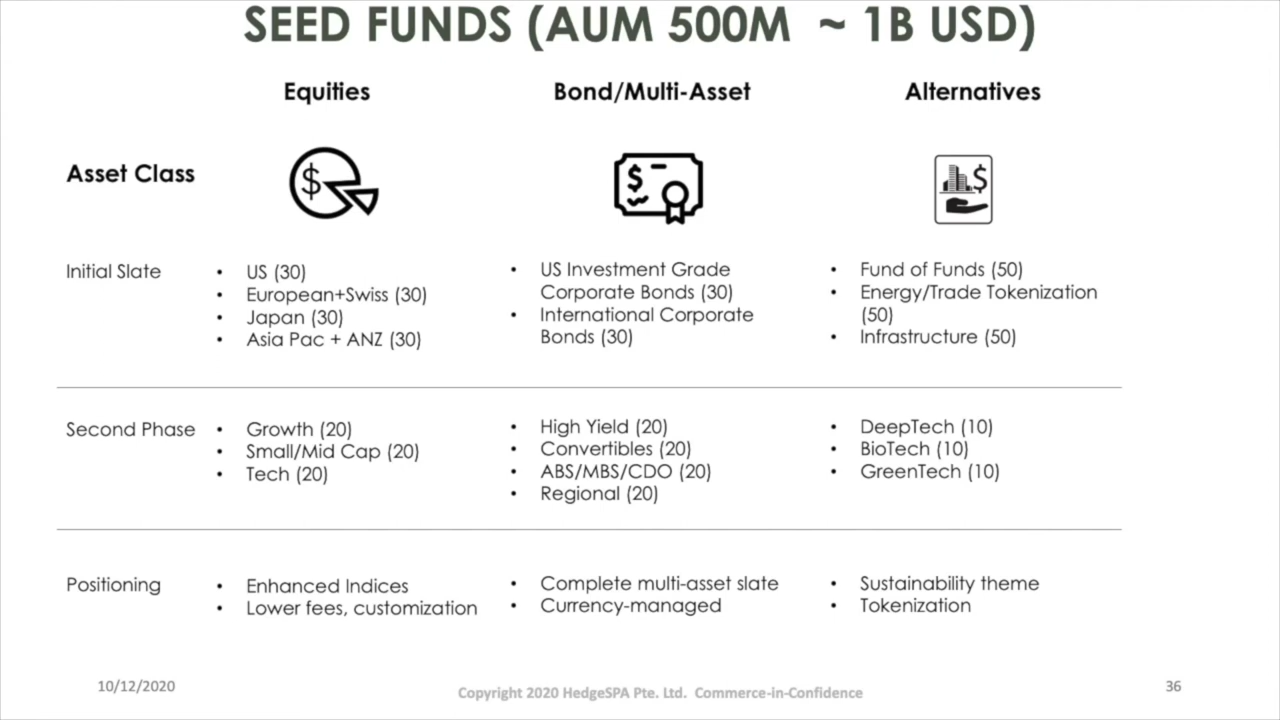 SEED FUNDS (AUM 500M ~ 1B USD)
Equities
Bond/Multi-Asset
Alternatives
Asset Class
$
$
$
Initial Slate
• US (30)
• European+Swiss (30)
• Japan (30)
• Asia Pac + ANZ (30)
• US Investment Grade
Corporate Bonds (30)
• International Corporate
Bonds (30)
• Fund of Funds (50)
• Energy/Trade Tokenization
(50)
• Infrastructure (50)
Second Phase
• Growth (20)
• Small/Mid Cap (20)
• Tech (20)
• High Yield (20)
• Convertibles (20)
• ABS/MBS/CDO (20)
• Regional (20)
• DeepTech (10)
• BioTech (10)
• GreenTech (10)
Positioning
• Enhanced Indices
• Lower fees, customization
• Complete multi-asset slate
• Currency-managed
• Sustainability theme
• Tokenization
10/12/2020
Copyright 2020 HedgeSPA Pte. Ltd. Commerce-in-Confidence
36